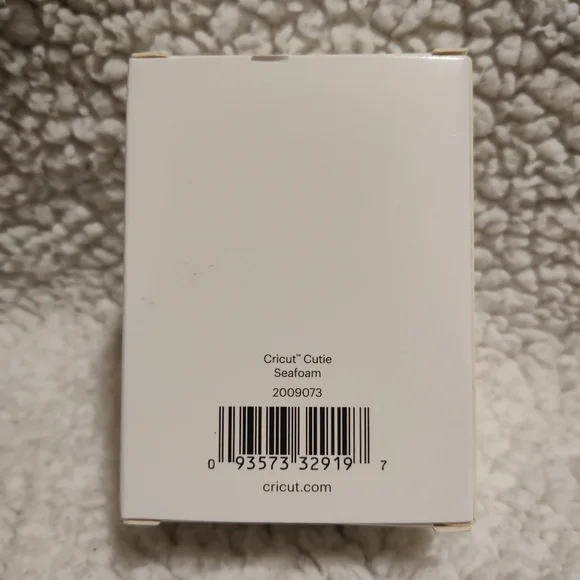 Cricut™ Cutie
Seafoam
2009073
0 93573 32919 7
cricut.com